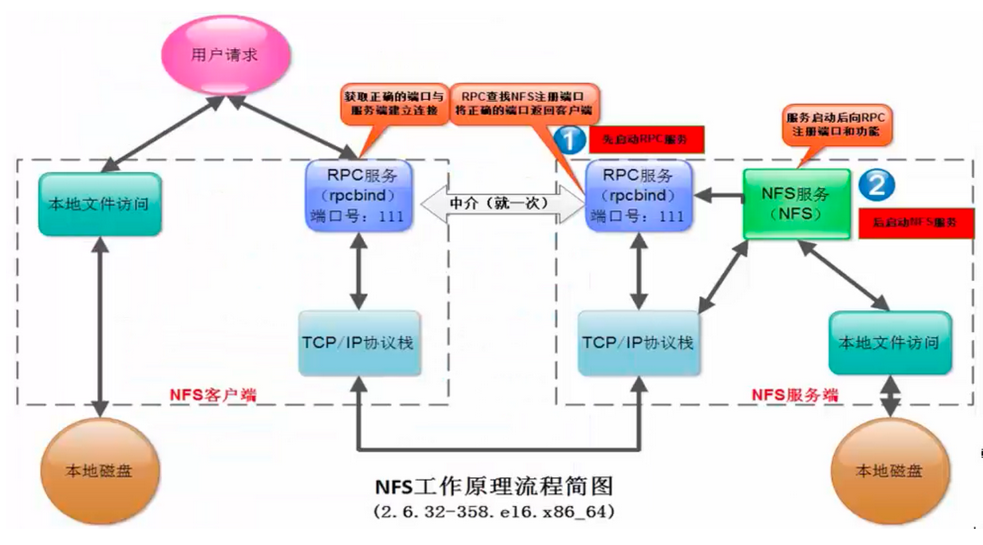 用户请求
获取正确的端口与
服务端建立连接
RPC查找NFS注册端口
将正确的端口返回客户端
服务启动后向RPC
注册端口和功能
1
先启动RPC服务
本地文件访问
RPC服务
（rpcbind）
端口号：111
中介（就一次）
RPC服务
（rpcbind）
端口号：111
NFS服务
（NFS）
2
后启动NFS服务
TCP/IP协议栈
TCP/IP协议栈
本地文件访问
NFS客户端
NFS服务端
本地磁盘
本地磁盘
NFS工作原理流程简图
(2.6.32-358.el6.x86_64)